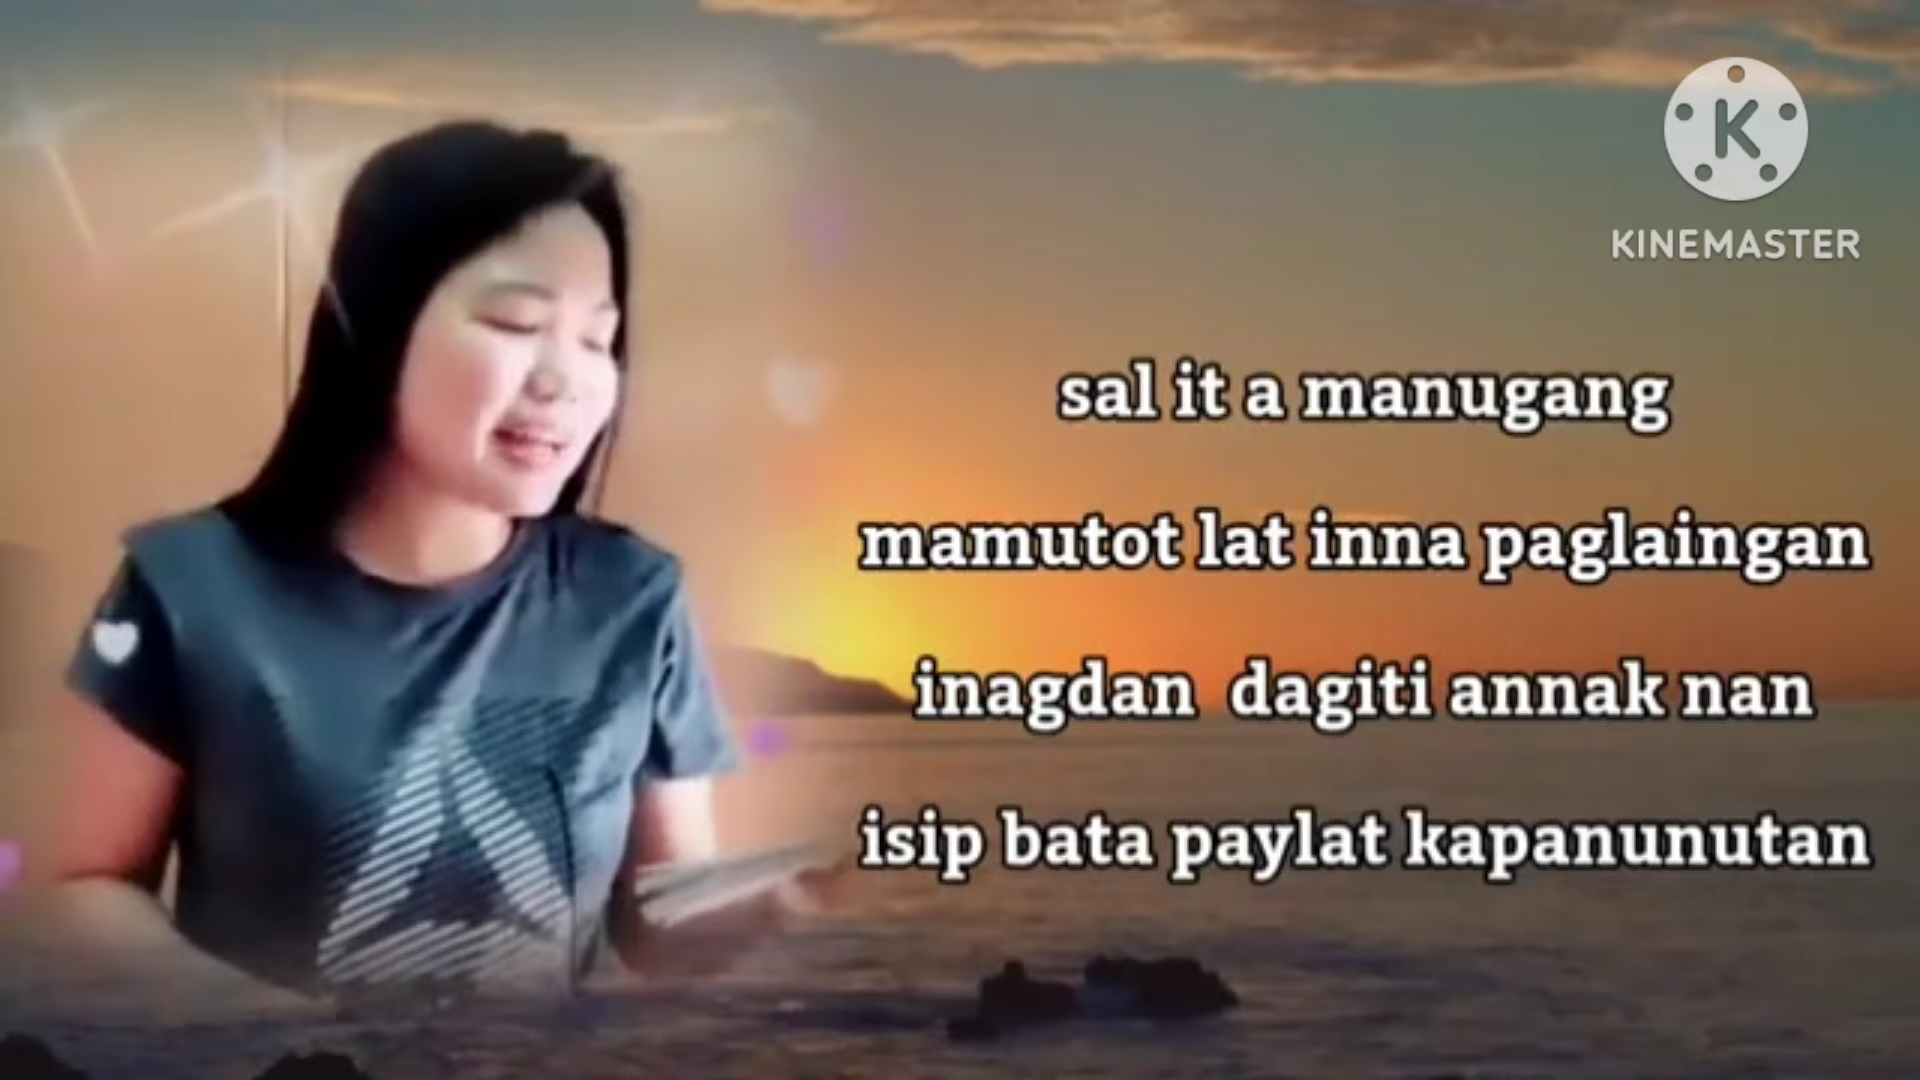 K
KINEMASTER
sal it a manugang
mamutot lat inna paglaingan
inagdan dagiti annak nan
isip bata paylat kapanunutan